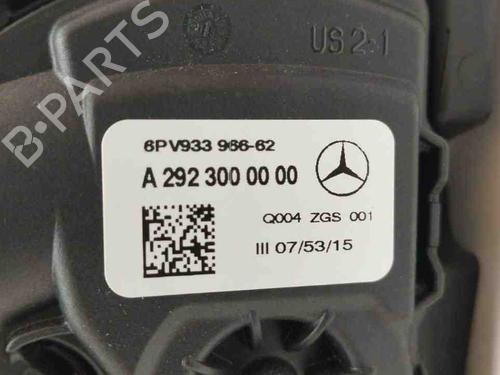 US 2-1
B-PARTS
6PV933 966-62
A 292 300 00 00
Q004 ZGS 001
III 07/53/15